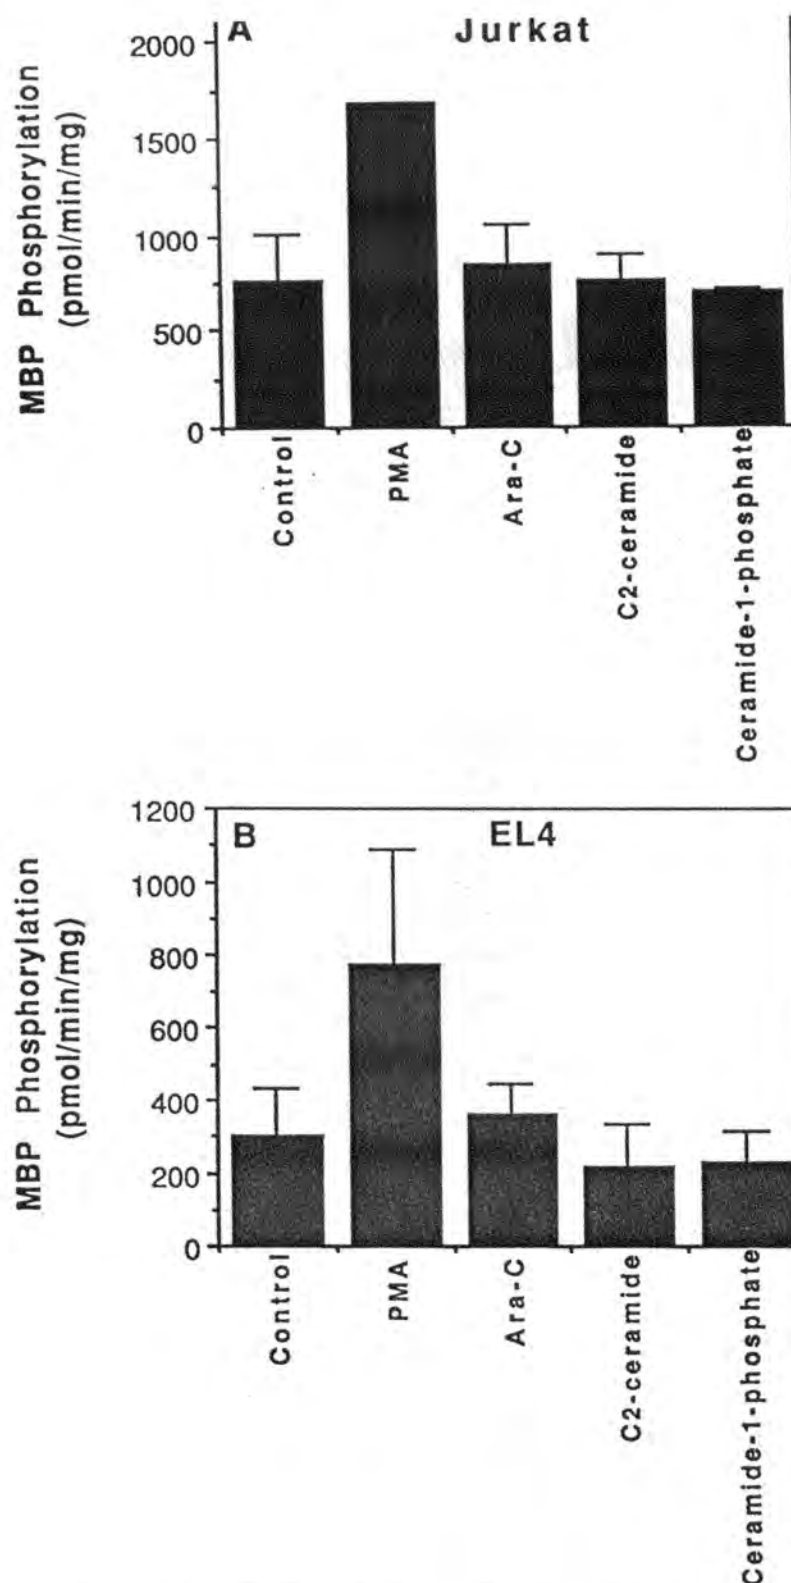 A Jurkat
MBP Phosphorylation
(pmol/min/mg)
2000
1500
1000
500
0
Control
PMA
Ara-C
C2-ceramide
Ceramide-1-phosphate
B EL4
MBP Phosphorylation
(pmol/min/mg)
1200
1000
800
600
400
200
0
Control
PMA
Ara-C
C2-ceramide
Ceramide-1-phosphate